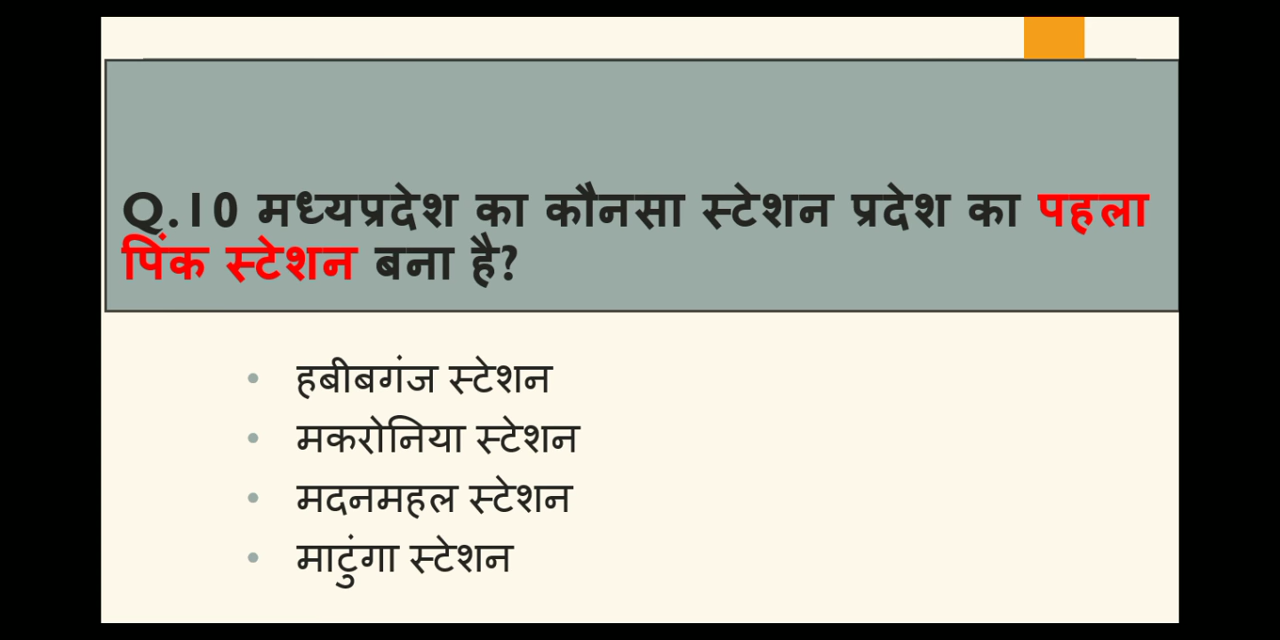 Q.10 मध्यप्रदेश का कौनसा स्टेशन प्रदेश का पहला
पिंक स्टेशन बना है?
• हबीबगंज स्टेशन
• मकरोनिया स्टेशन
• मदनमहल स्टेशन
• माटुंगा स्टेशन